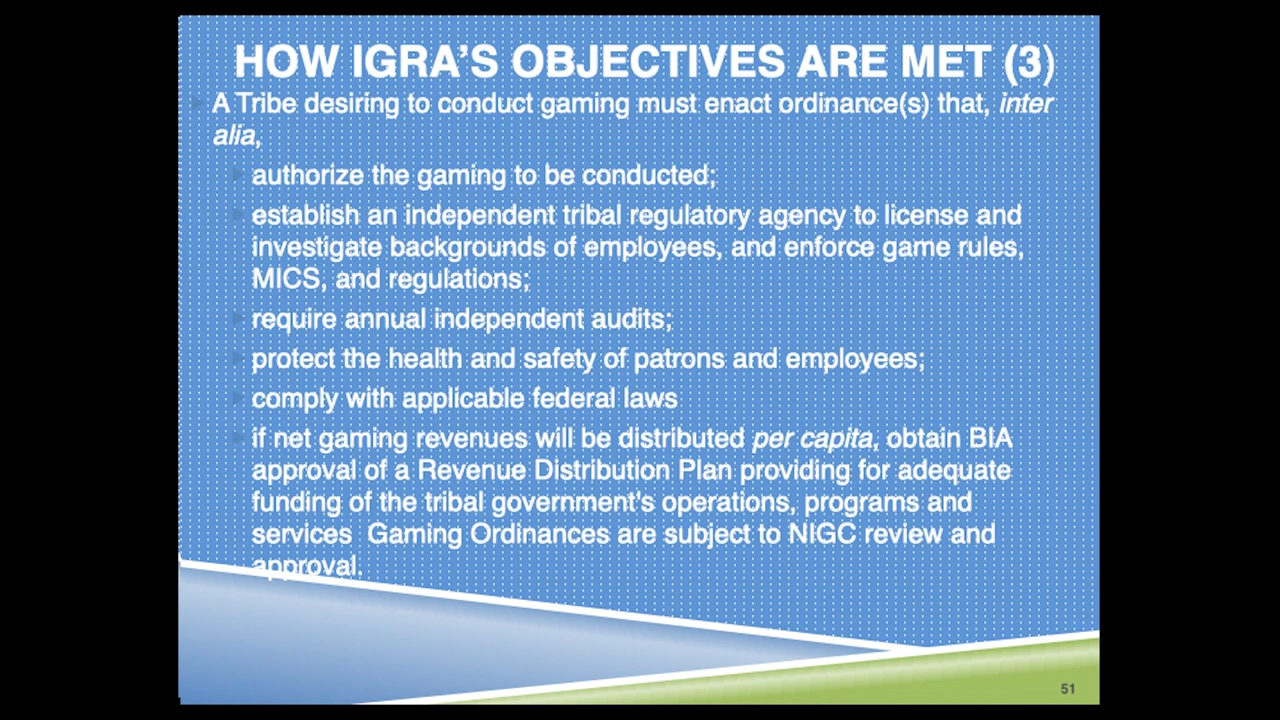 HOW IGRA'S OBJECTIVES ARE MET (3)
A Tribe desiring to conduct gaming must enact ordinance(s) that, inter
alia,
authorize the gaming to be conducted;
establish an independent tribal regulatory agency to license and
investigate backgrounds of employees, and enforce game rules,
MICS, and regulations;
require annual independent audits;
protect the health and safety of patrons and employees;
comply with applicable federal laws
if net gaming revenues will be distributed per capita, obtain BIA
approval of a Revenue Distribution Plan providing for adequate
funding of the tribal government's operations, programs and
services  Gaming Ordinances are subject to NIGC review and
approval.
51